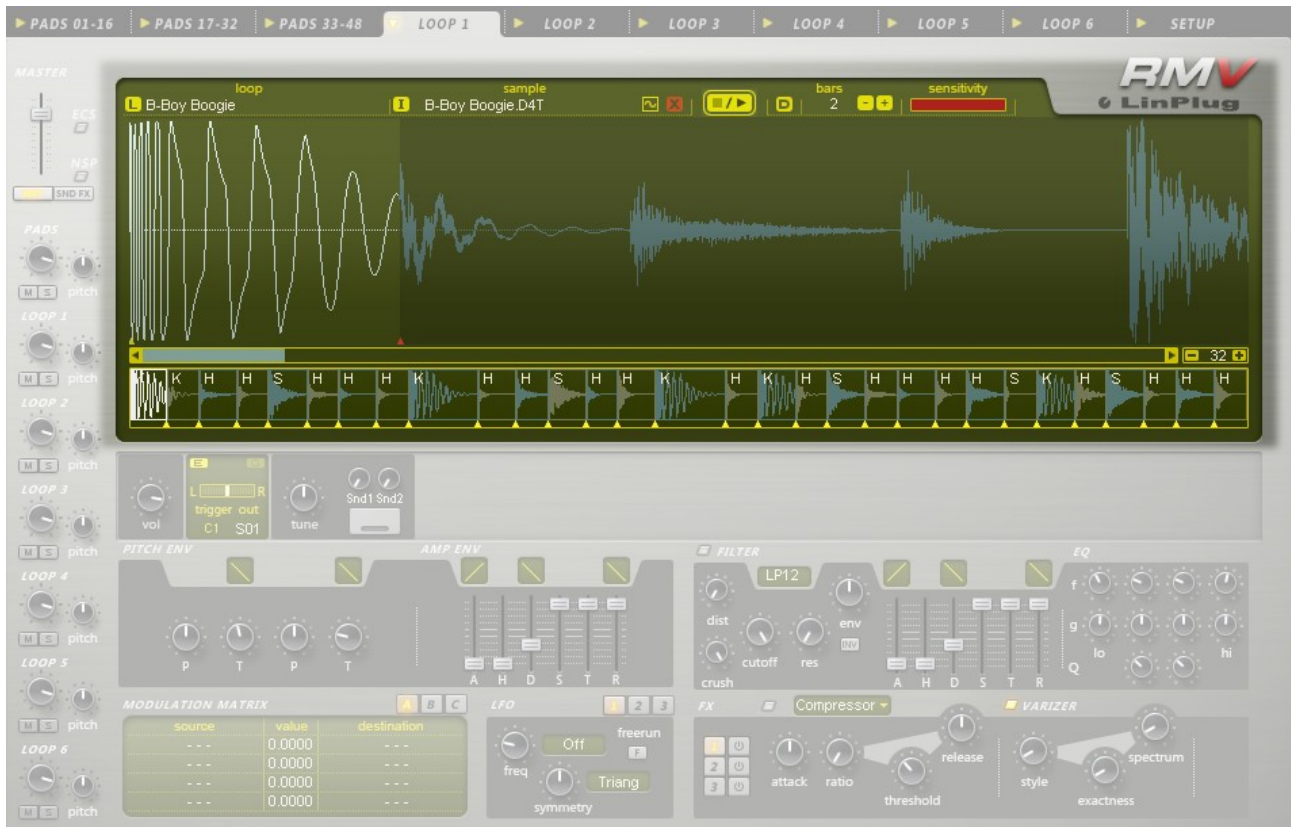 PADS 01-16 PADS 17-32 PADS 33-48 LOOP 1 LOOP 2 LOOP 3 LOOP 4 LOOP 5 LOOP 6 SETUP
MASTER
ECS
NSP
SND FX
RMV
LinPlug
loop sample bars sensitivity
L B-Boy Boogie I B-Boy Boogie.D4T D 2 - +
32
K H H S H H H K H H S H H K H K H S H H H H S K H S H H H
PADS
M S pitch
LOOP 1
M S pitch
LOOP 2
M S pitch
LOOP 3
M S pitch
LOOP 4
M S pitch
LOOP 5
M S pitch
LOOP 6
M S pitch
E
L R
vol trigger out tune Snd1 Snd2
C1 S01
PITCH ENV AMP ENV FILTER EQ
LP12
dist env
INV
cutoff res
crush
f
g
Q
lo hi
P T P T
A H D S T R
A H D S T R
MODULATION MATRIX A B C LFO 1 2 3 FX Compressor VARIZER
source value destination
- - - 0.0000 - - -
- - - 0.0000 - - -
- - - 0.0000 - - -
- - - 0.0000 - - -
Off freerun
F
freq
Triang
symmetry
1
2
3
attack ratio release
threshold
style spectrum
exactness